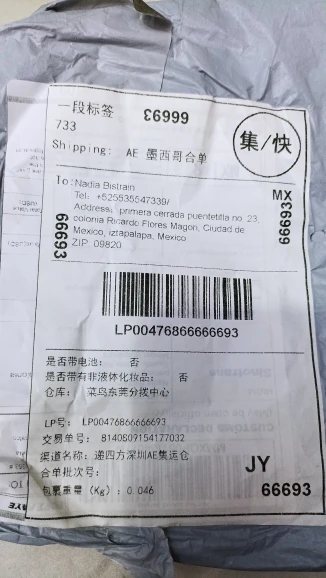 一段标签
66693
733
集/快
Shipping: AE 墨西哥合单
To: Nadia Bistrain
Tel: +525535547339/
Address, primera cerrada puentetilla no. 23,
colonia Ricardo Flores Magon, Ciudad de
Mexico, iztapalapa, Mexico
ZIP. 09820
MX
66693
66693
LP00476866666693
是否带电池: 否
是否带有非液体化妆品: 否
仓库: 菜鸟东莞分拨中心
LP号: LP00476866666693
交易单号: 8140809154177032
渠道名称: 递四方深圳AE集运仓
合单批次号:
包裹重量 (Kg): 0.046
JY
66693